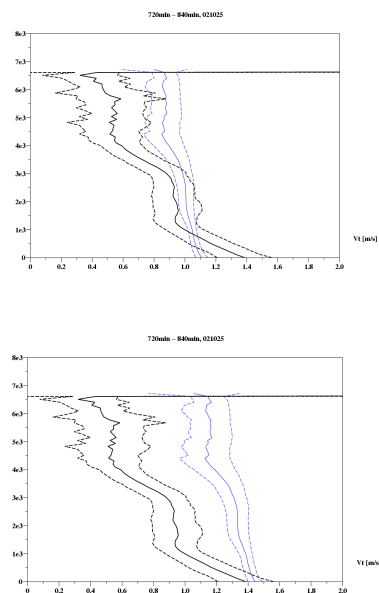 720min – 840min, 021025
8e3
7e3
6e3
5e3
4e3
3e3
2e3
1e3
0
0 0.2 0.4 0.6 0.8 1.0 1.2 1.4 1.6 1.8 2.0
Vt [m/s]
720min – 840min, 021025
8e3
7e3
6e3
5e3
4e3
3e3
2e3
1e3
0
0 0.2 0.4 0.6 0.8 1.0 1.2 1.4 1.6 1.8 2.0
Vt [m/s